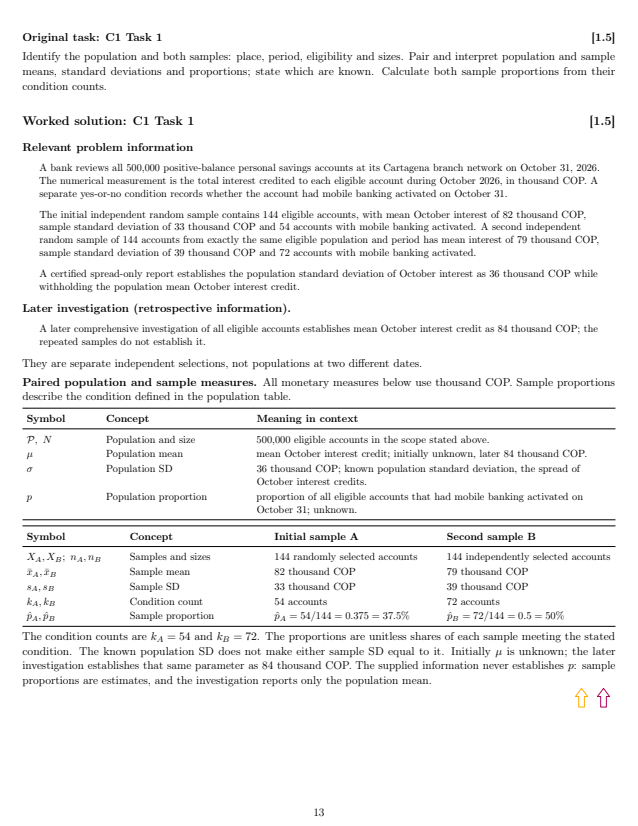 Original task: C1 Task 1 [1.5]
Identify the population and both samples: place, period, eligibility and sizes. Pair and interpret population and sample
means, standard deviations and proportions; state which are known. Calculate both sample proportions from their
condition counts.
Worked solution: C1 Task 1 [1.5]
Relevant problem information
A bank reviews all 500,000 positive-balance personal savings accounts at its Cartagena branch network on October 31, 2026.
The numerical measurement is the total interest credited to each eligible account during October 2026, in thousand COP. A
separate yes-or-no condition records whether the account had mobile banking activated on October 31.
The initial independent random sample contains 144 eligible accounts, with mean October interest of 82 thousand COP,
sample standard deviation of 33 thousand COP and 54 accounts with mobile banking activated. A second independent
random sample of 144 accounts from exactly the same eligible population and period has mean interest of 79 thousand COP,
sample standard deviation of 39 thousand COP and 72 accounts with mobile banking activated.
A certified spread-only report establishes the population standard deviation of October interest as 36 thousand COP while
withholding the population mean October interest credit.
Later investigation (retrospective information).
A later comprehensive investigation of all eligible accounts establishes mean October interest credit as 84 thousand COP; the
repeated samples do not establish it.
They are separate independent selections, not populations at two different dates.
Paired population and sample measures. All monetary measures below use thousand COP. Sample proportions
describe the condition defined in the population table.
Symbol Concept Meaning in context
𝒫, N Population and size 500,000 eligible accounts in the scope stated above.
μ Population mean mean October interest credit; initially unknown, later 84 thousand COP.
σ Population SD 36 thousand COP; known population standard deviation, the spread of
October interest credits.
p Population proportion proportion of all eligible accounts that had mobile banking activated on
October 31; unknown.
Symbol Concept Initial sample A Second sample B
X_A, X_B; n_A, n_B Samples and sizes 144 randomly selected accounts 144 independently selected accounts
x̄_A, x̄_B Sample mean 82 thousand COP 79 thousand COP
s_A, s_B Sample SD 33 thousand COP 39 thousand COP
k_A, k_B Condition count 54 accounts 72 accounts
p̂_A, p̂_B Sample proportion p̂_A = 54/144 = 0.375 = 37.5% p̂_B = 72/144 = 0.5 = 50%
The condition counts are k_A = 54 and k_B = 72. The proportions are unitless shares of each sample meeting the stated
condition. The known population SD does not make either sample SD equal to it. Initially μ is unknown; the later
investigation establishes that same parameter as 84 thousand COP. The supplied information never establishes p: sample
proportions are estimates, and the investigation reports only the population mean.
13